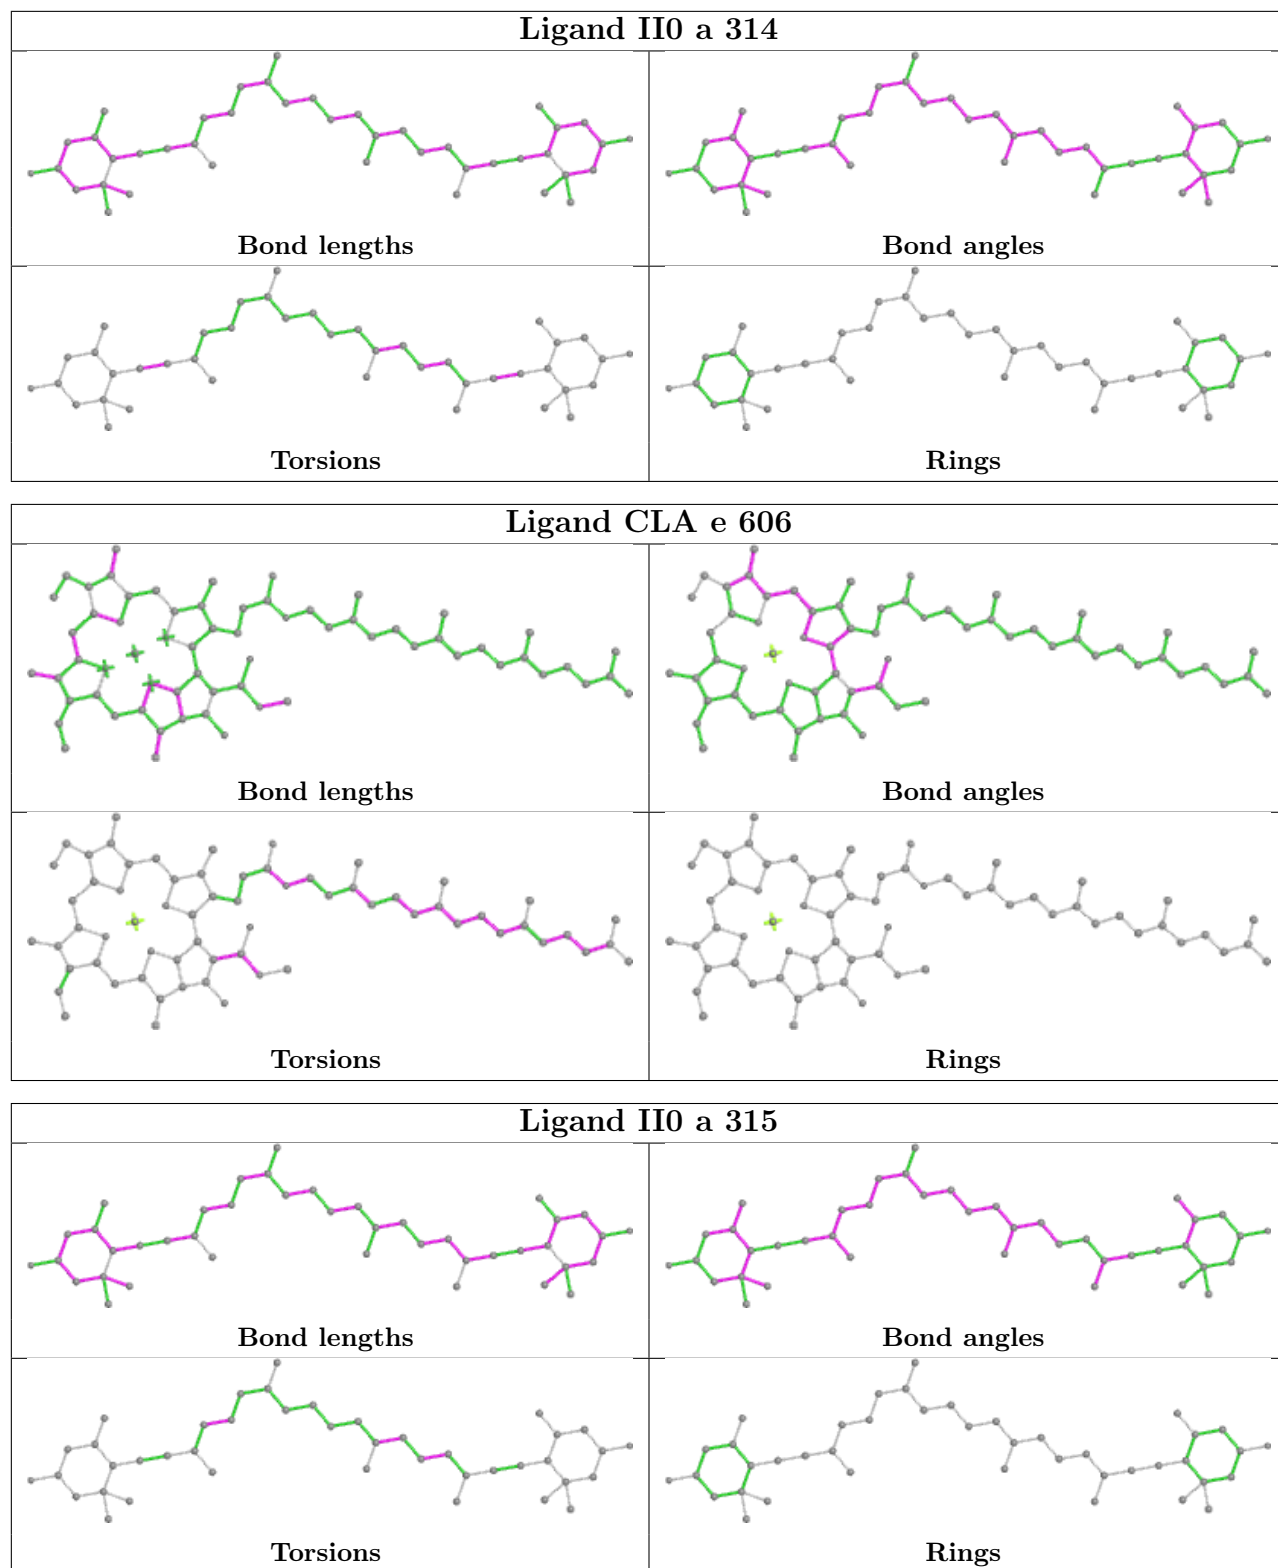 Ligand II0 a 314
Bond lengths
Bond angles
Torsions
Rings
Ligand CLA e 606
Bond lengths
Bond angles
Torsions
Rings
Ligand II0 a 315
Bond lengths
Bond angles
Torsions
Rings